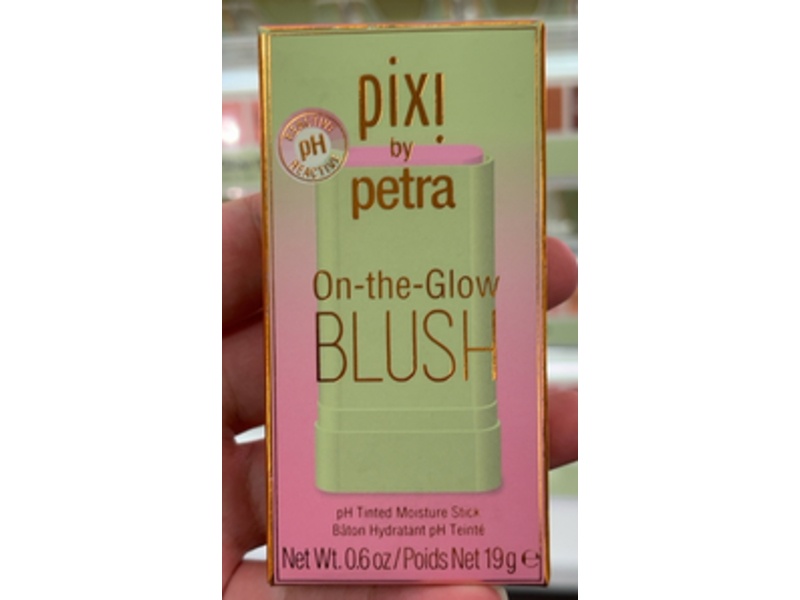 pixi
by
petra
pH
REACTIVE
On-the-Glow
BLUSH
pH Tinted Moisture Stick
Bâton Hydratant pH Teinté
Net Wt. 0.6 oz/Poids Net 19 g ℮